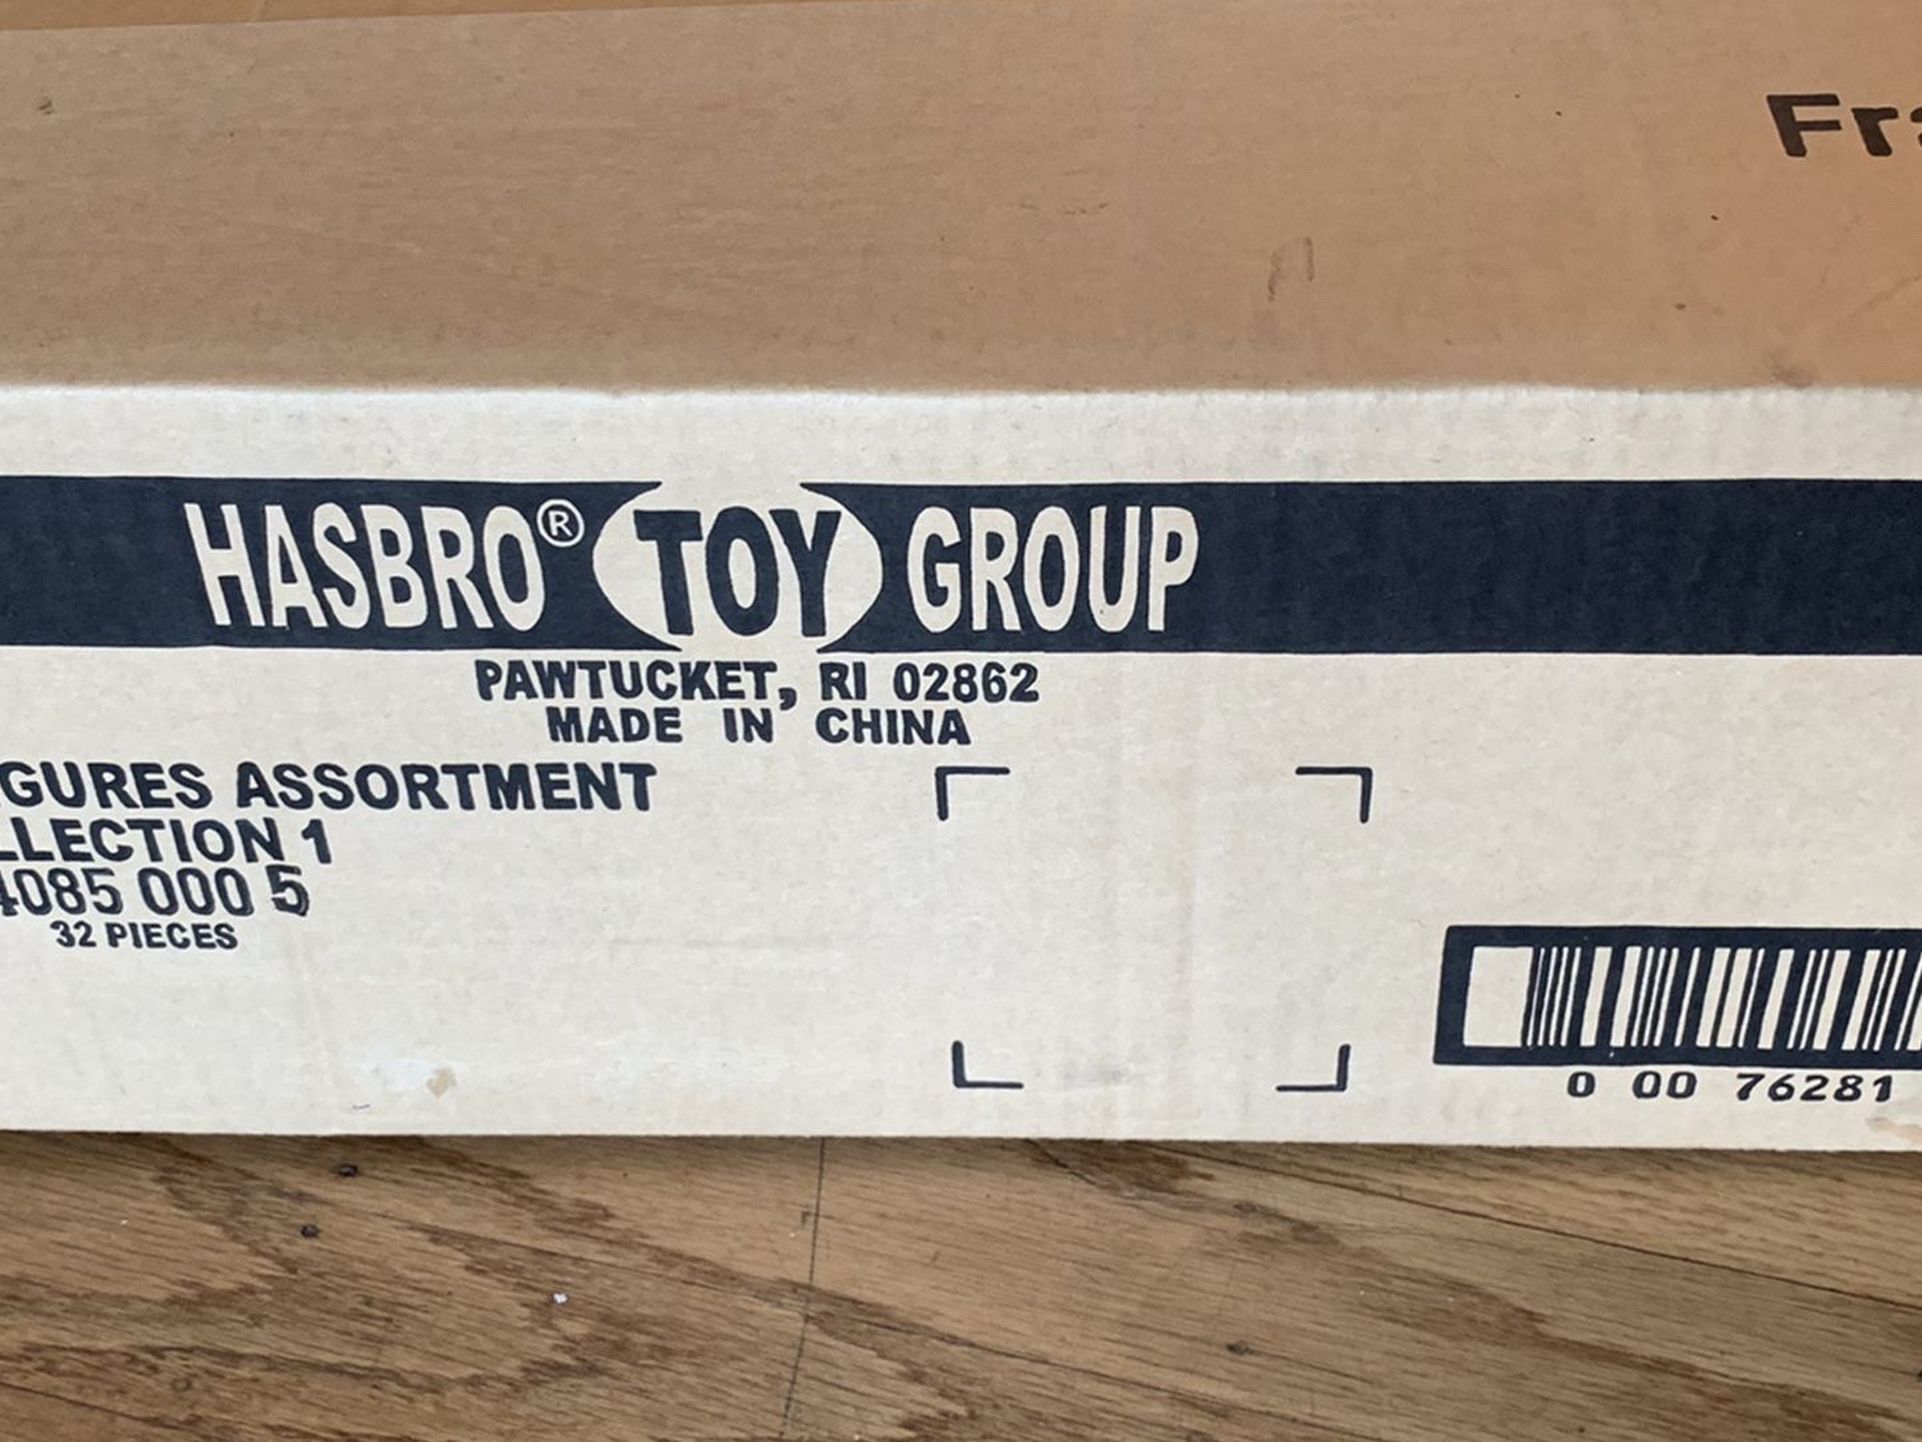 HASBRO® TOY GROUP
PAWTUCKET, RI 02862
MADE IN CHINA
GURES ASSORTMENT
LLECTION 1
4085 000 5
32 PIECES
0 00 76281